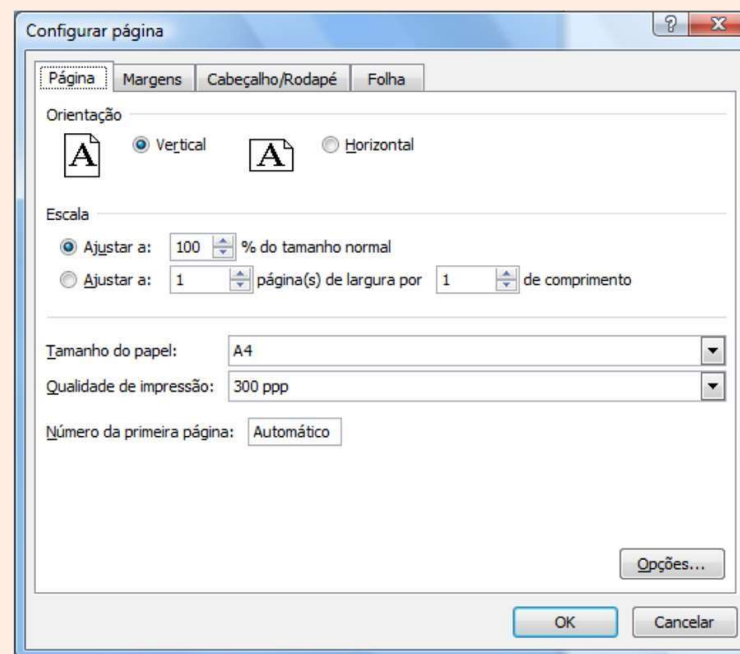 Configurar página
Página Margens Cabeçalho/Rodapé Folha
Orientação
A Vertical A Horizontal
Escala
Ajustar a: 100 % do tamanho normal
Ajustar a: 1 página(s) de largura por 1 de comprimento
Tamanho do papel: A4
Qualidade de impressão: 300 ppp
Número da primeira página: Automático
Opções...
OK Cancelar